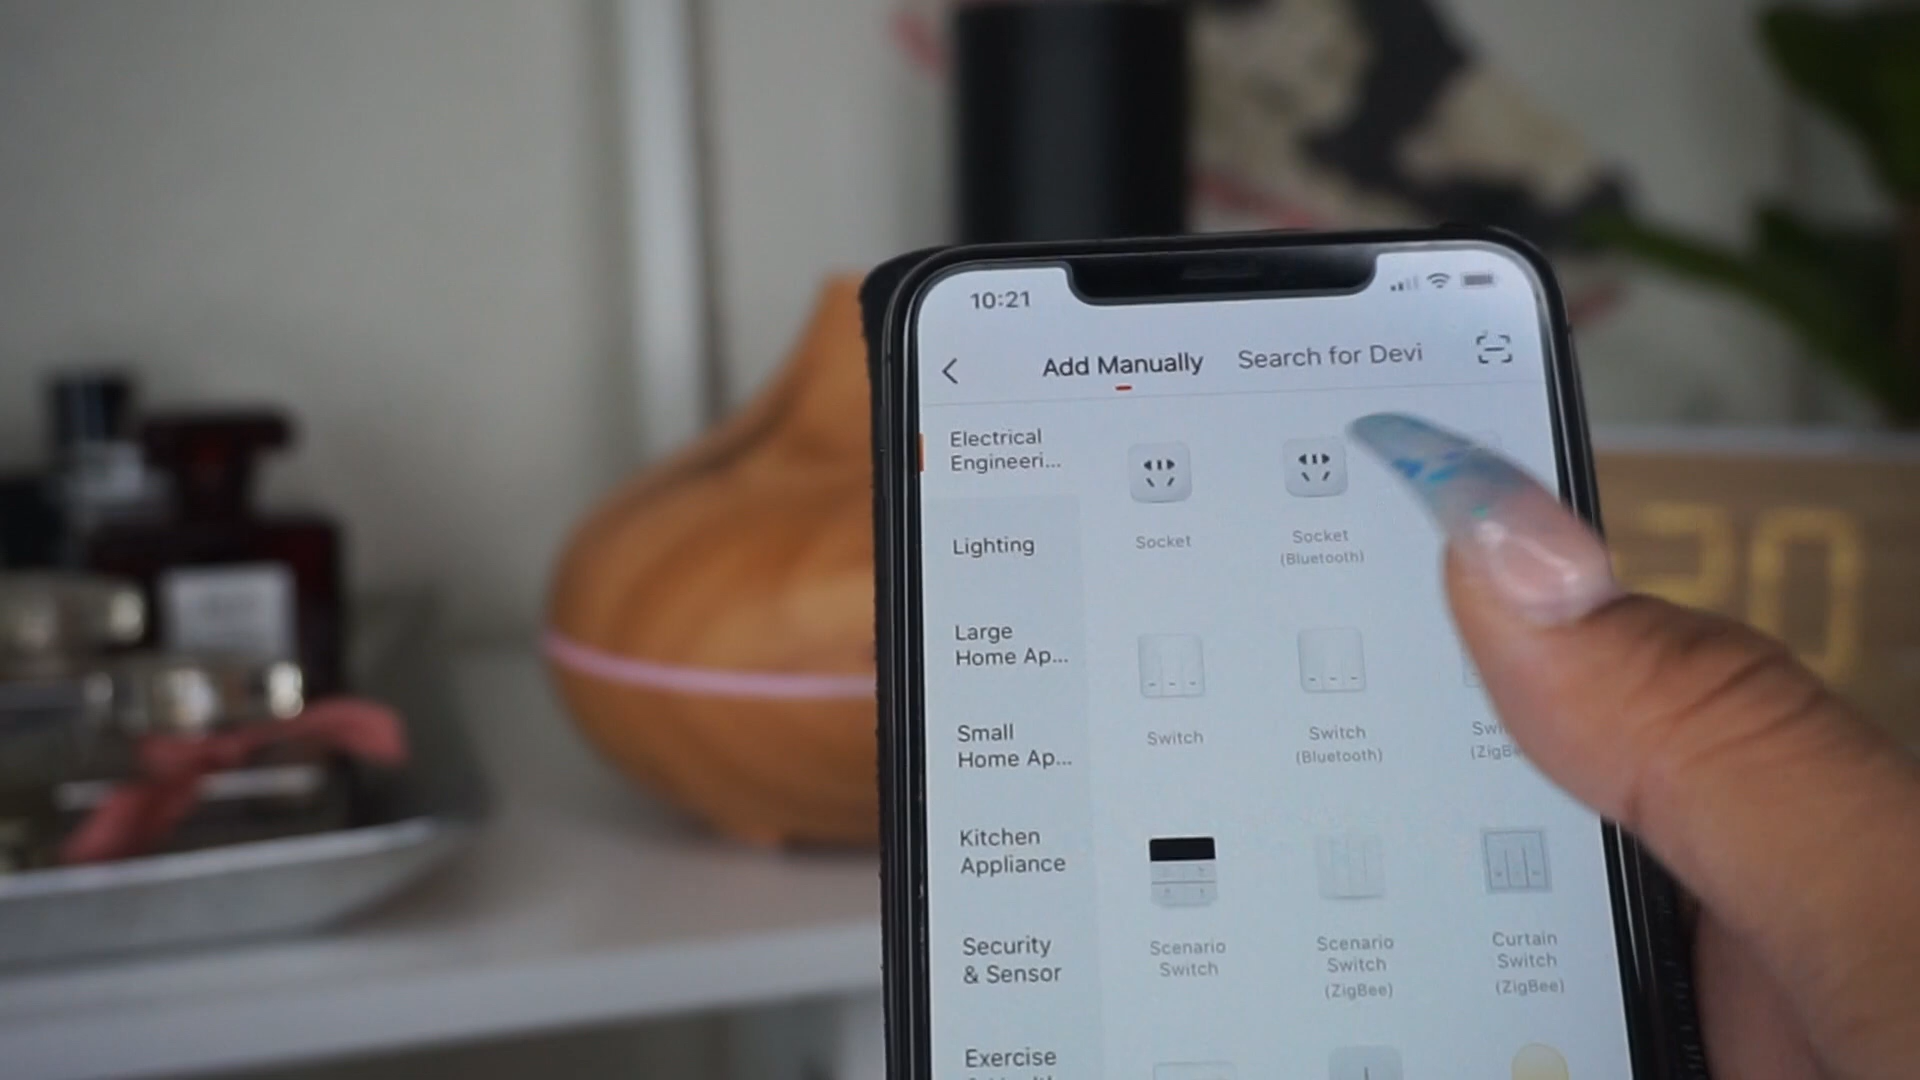 10:21
Add Manually
Search for Devi
Electrical
Engineeri...
Lighting
Large
Home Ap...
Small
Home Ap...
Kitchen
Appliance
Security
& Sensor
Exercise
Socket
Socket
(Bluetooth)
Switch
Switch
(Bluetooth)
Scenario
Switch
Scenario
Switch
(ZigBee)
Curtain
Switch
(ZigBee)
20